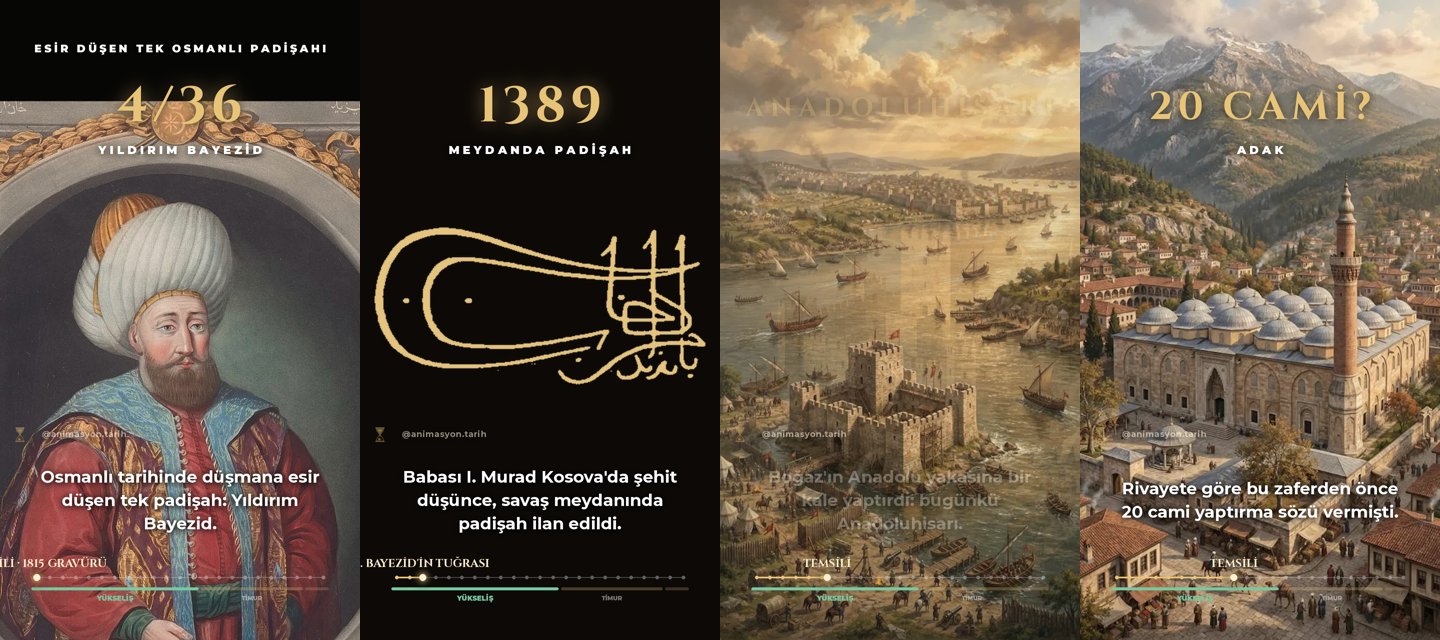 ESİR DÜŞEN TEK OSMANLI PADİŞAHI
4/36
YILDIRIM BAYEZİD
@animasyon.tarih
Osmanlı tarihinde düşmana esir
düşen tek padişah: Yıldırım
Bayezid.
1815 GRAVÜRÜ
YÜKSELİŞ
TİMUR
1389
MEYDANDA PADİŞAH
@animasyon.tarih
Babası I. Murad Kosova'da şehit
düşünce, savaş meydanında
padişah ilan edildi.
BAYEZİD'İN TUĞRASI
YÜKSELİŞ
ANADOLUHİSARI
@animasyon.tarih
Boğaz'ın Anadolu yakasına bir
kale yaptırdı: bugünkü
Anadoluhisarı.
TEMSİLİ
YÜKSELİŞ
TİMUR
20 CAMİ?
ADAK
@animasyon.tarih
Rivayete göre bu zaferden önce
20 cami yaptırma sözü vermişti.
TEMSİLİ
YÜKSELİŞ
TİMUR